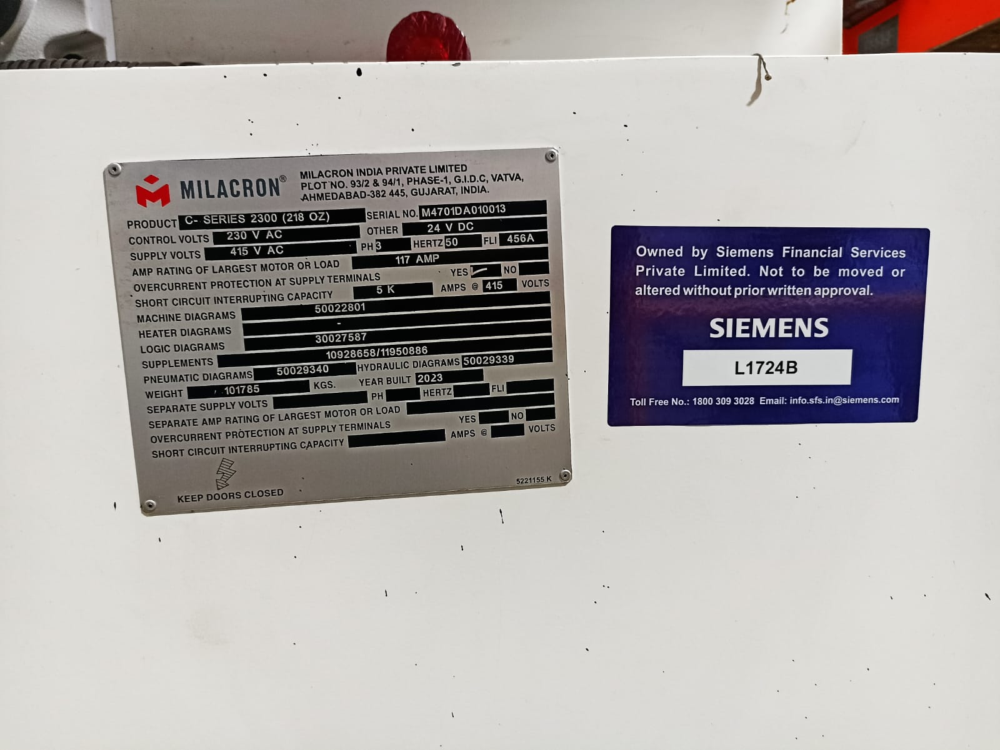 MILACRON®
MILACRON INDIA PRIVATE LIMITED
PLOT NO. 93/2 & 94/1, PHASE-1, G.I.D.C, VATVA,
AHMEDABAD-382 445, GUJARAT, INDIA.
PRODUCT C- SERIES 2300 (218 OZ) SERIAL NO. M4701DA010013
CONTROL VOLTS 230 V AC OTHER 24 V DC
SUPPLY VOLTS 415 V AC PH 3 HERTZ 50 FLI 456A
AMP RATING OF LARGEST MOTOR OR LOAD 117 AMP
OVERCURRENT PROTECTION AT SUPPLY TERMINALS YES ✓ NO
SHORT CIRCUIT INTERRUPTING CAPACITY 5 K AMPS @ 415 VOLTS
MACHINE DIAGRAMS 50022801
HEATER DIAGRAMS -
LOGIC DIAGRAMS 30027587
SUPPLEMENTS 10928658/11950886
PNEUMATIC DIAGRAMS 50029340 HYDRAULIC DIAGRAMS 50029339
WEIGHT 101785 KGS. YEAR BUILT 2023
SEPARATE SUPPLY VOLTS PH HERTZ FLI
SEPARATE AMP RATING OF LARGEST MOTOR OR LOAD
OVERCURRENT PROTECTION AT SUPPLY TERMINALS YES NO
SHORT CIRCUIT INTERRUPTING CAPACITY AMPS @ VOLTS
KEEP DOORS CLOSED
5221155 K
Owned by Siemens Financial Services
Private Limited. Not to be moved or
altered without prior written approval.
SIEMENS
L1724B
Toll Free No.: 1800 309 3028 Email: info.sfs.in@siemens.com